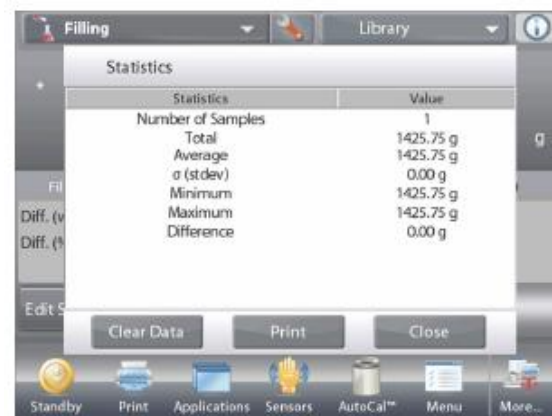 Filling Library
Statistics
Statistics Value
Number of Samples 1
Total 1425.75 g
Average 1425.75 g
σ (stdev) 0.00 g
Minimum 1425.75 g
Maximum 1425.75 g
Difference 0.00 g
g
Fil
Diff. (w
Diff. (%
Edit S
Clear Data Print Close
Standby Print Applications Sensors AutoCal™ Menu More...